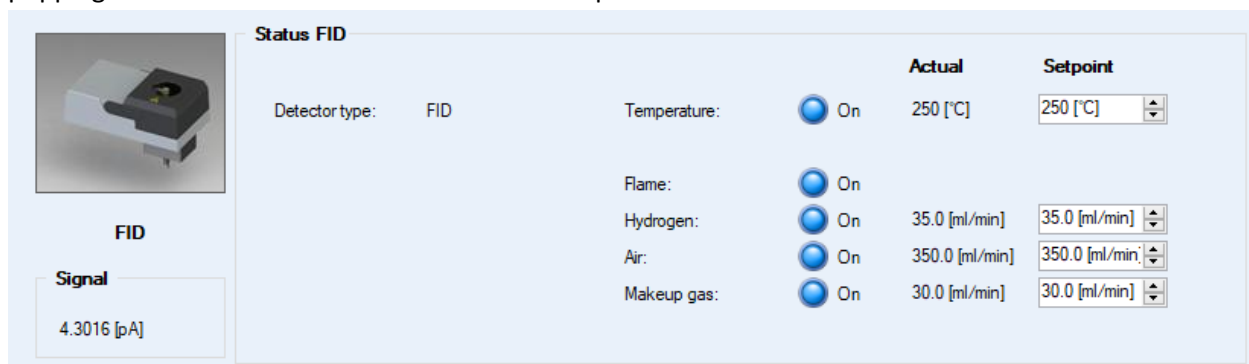 Status FID
Actual Setpoint
Detector type: FID Temperature: On 250 [°C] 250 [°C]
Flame: On
FID
Hydrogen: On 35.0 [ml/min] 35.0 [ml/min]
Air: On 350.0 [ml/min] 350.0 [ml/min]
Signal
Makeup gas: On 30.0 [ml/min] 30.0 [ml/min]
4.3016 [pA]